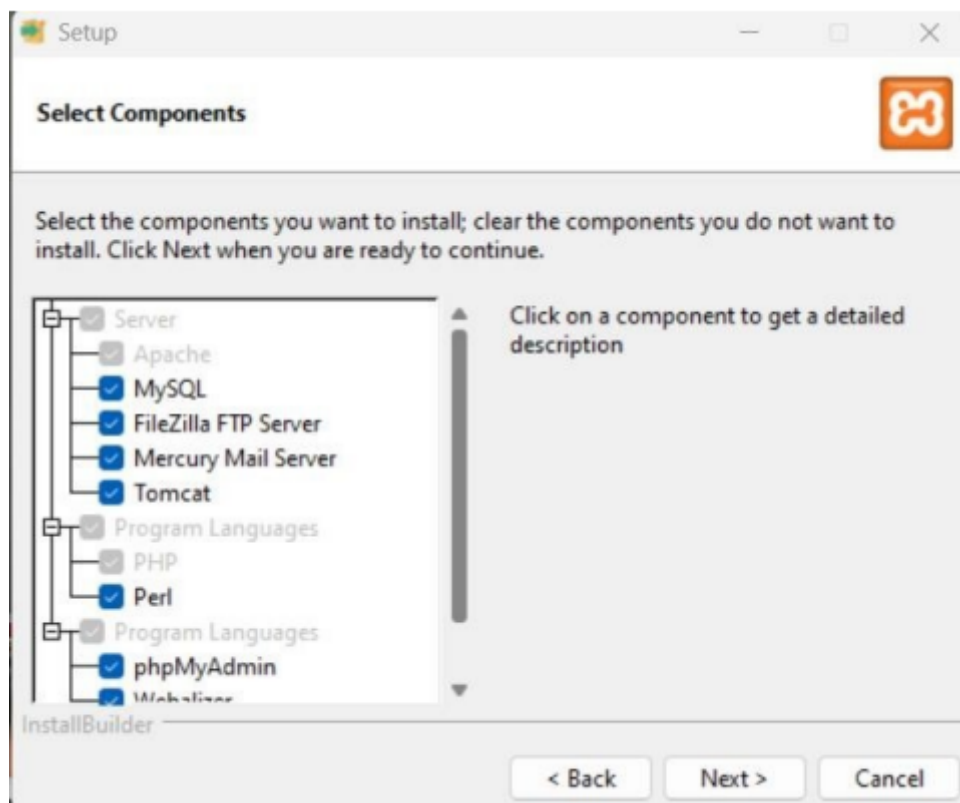 Setup
Select Components
Select the components you want to install; clear the components you do not want to
install. Click Next when you are ready to continue.
Server
Apache
MySQL
FileZilla FTP Server
Mercury Mail Server
Tomcat
Program Languages
PHP
Perl
Program Languages
phpMyAdmin
Webalizer
Click on a component to get a detailed
description
InstallBuilder
< Back
Next >
Cancel